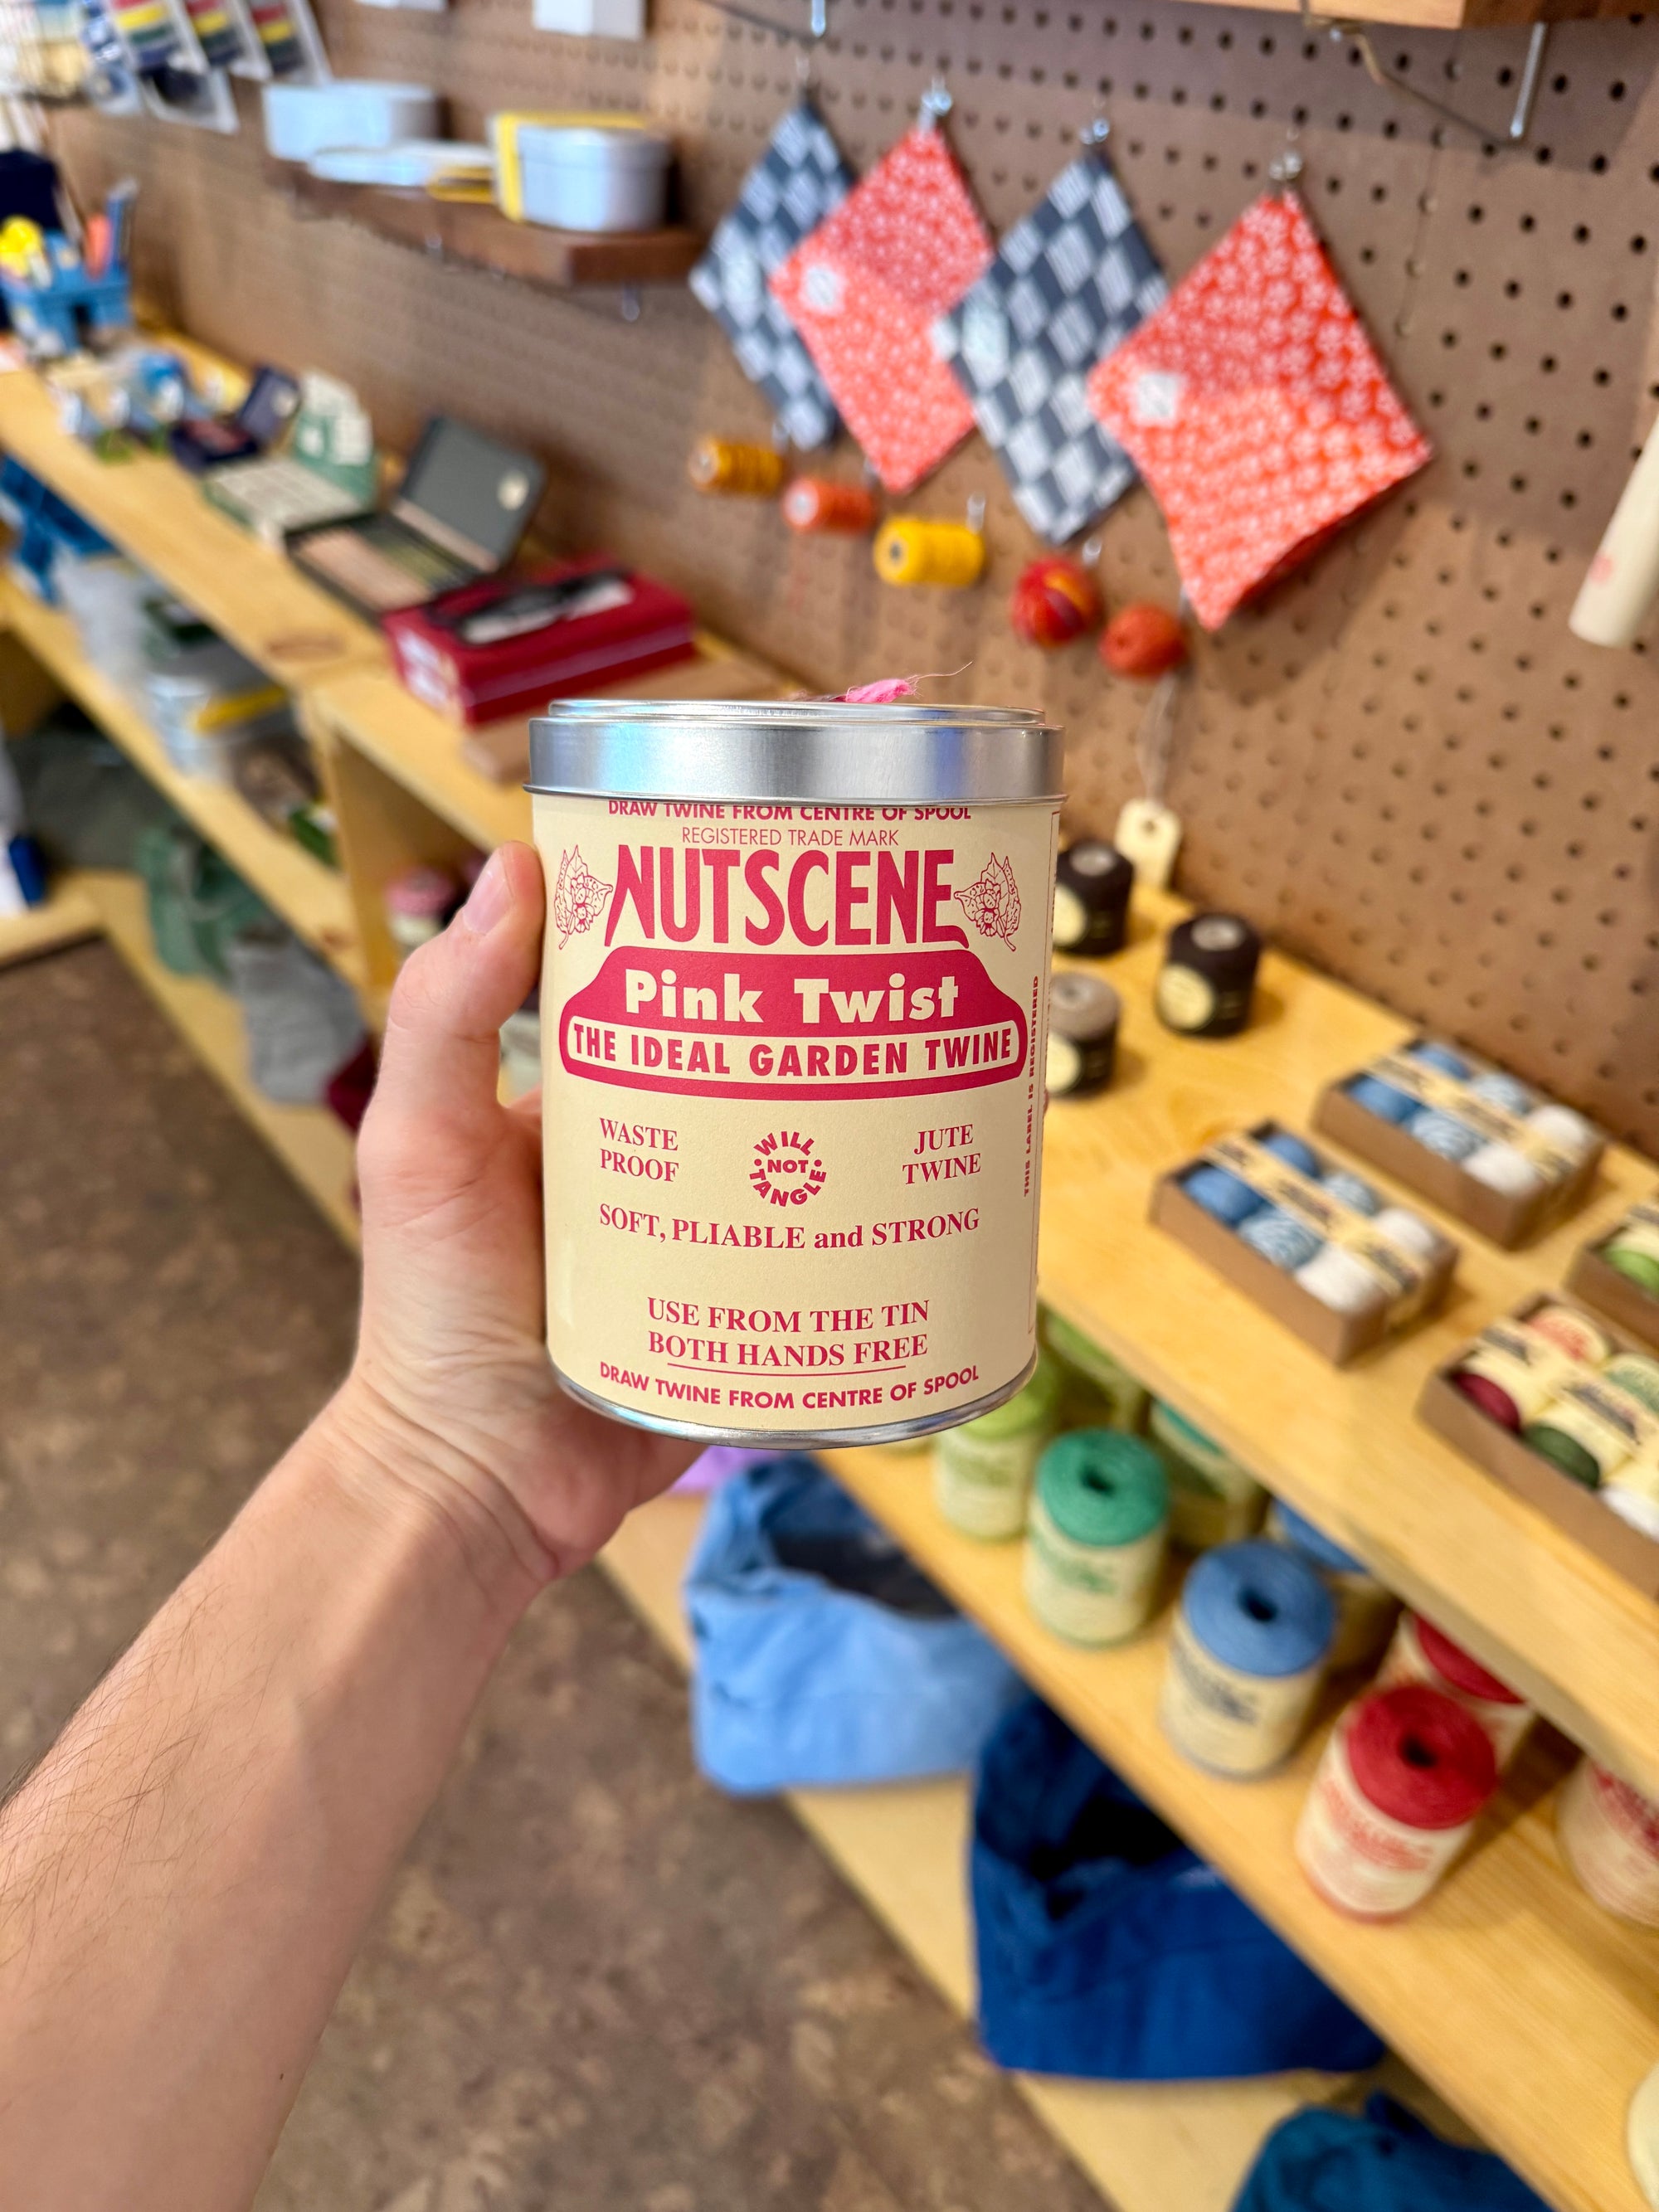 DRAW TWINE FROM CENTRE OF SPOOL
REGISTERED TRADE MARK
NUTSCENE
Pink Twist
THE IDEAL GARDEN TWINE
WASTE
PROOF
WILL
NOT
TANGLE
JUTE
TWINE
SOFT, PLIABLE and STRONG
USE FROM THE TIN
BOTH HANDS FREE
DRAW TWINE FROM CENTRE OF SPOOL
THIS LABEL IS REGISTERED